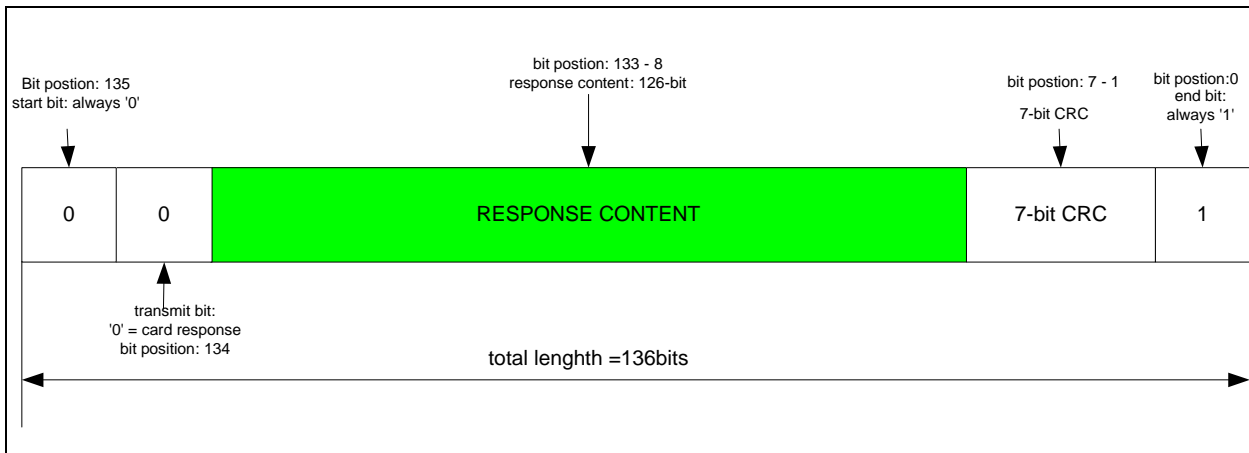 Bit postion: 135
start bit: always '0'
bit postion: 133 - 8
response content: 126-bit
bit postion: 7 - 1
7-bit CRC
bit postion:0
end bit:
always '1'
0
0
RESPONSE CONTENT
7-bit CRC
1
transmit bit:
'0' = card response
bit position: 134
total lenghth =136bits